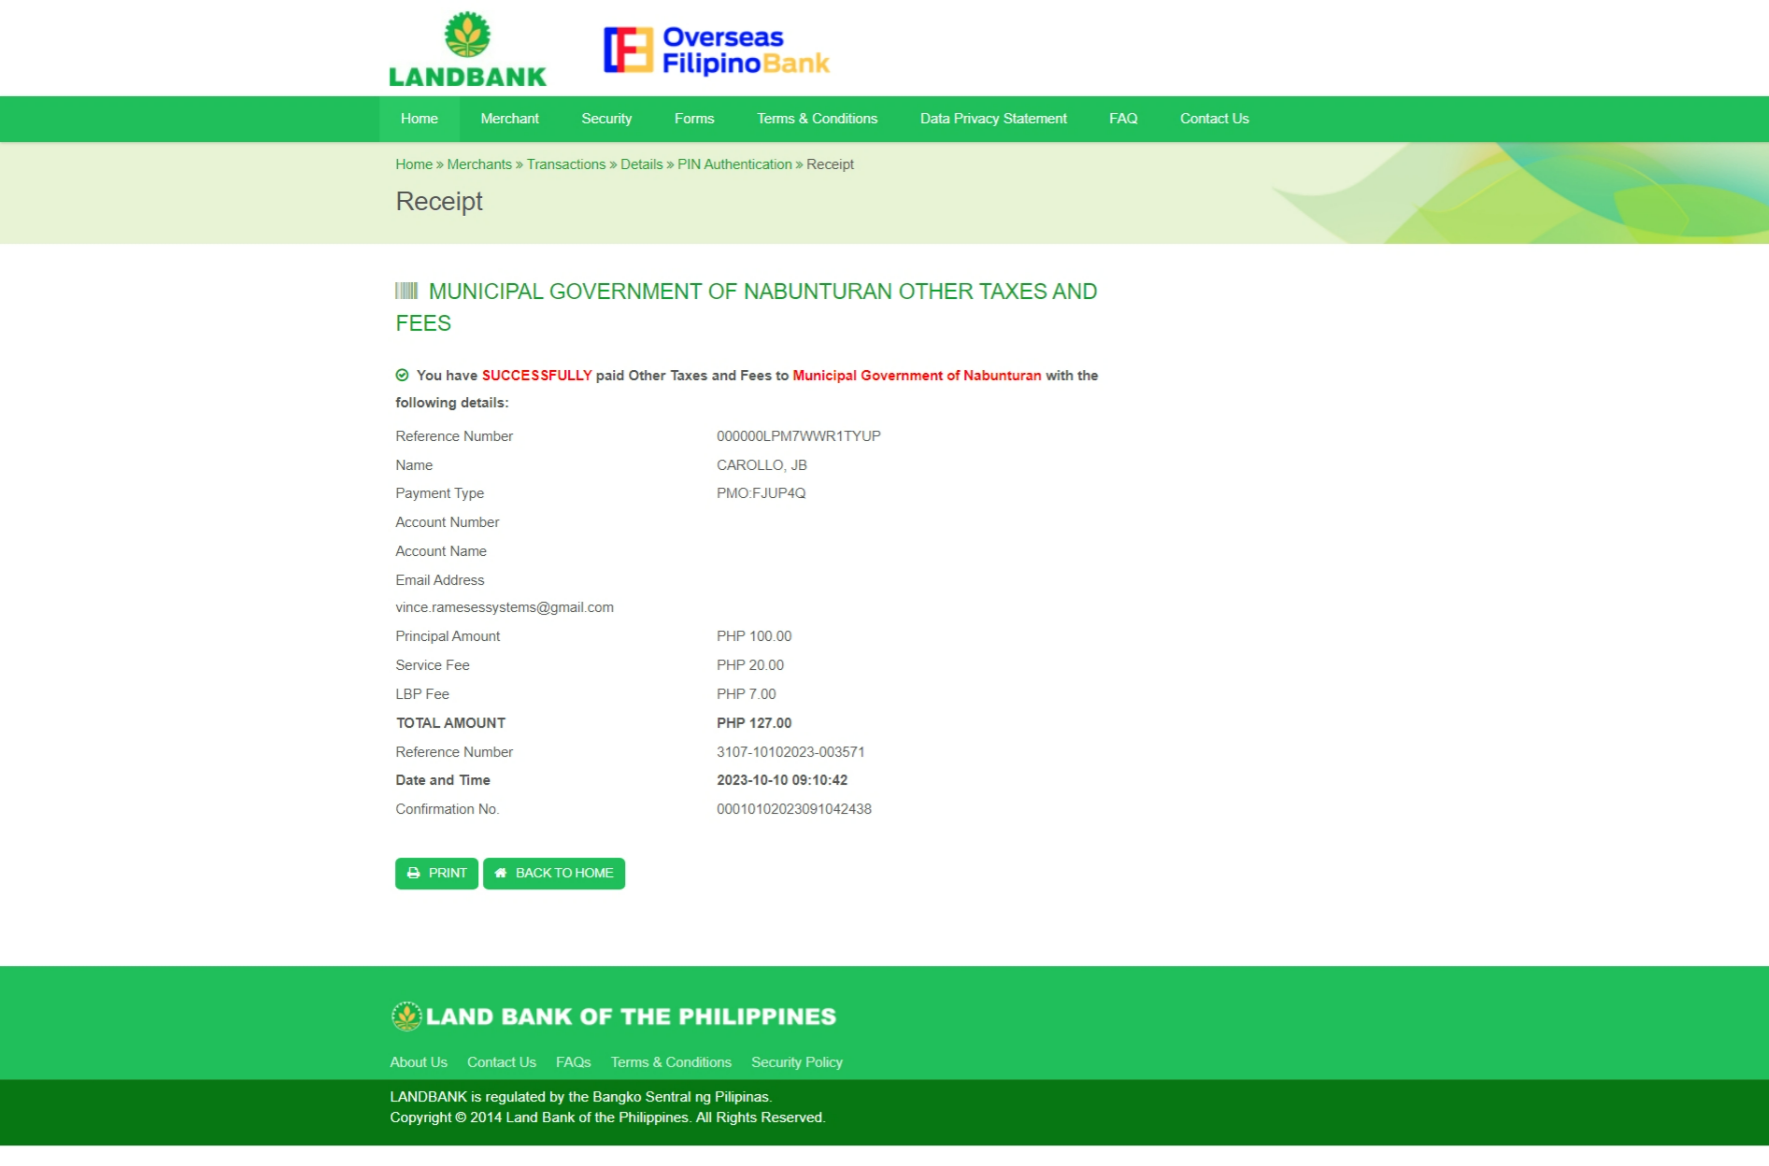 LANDBANK
Overseas
FilipinoBank
Home Merchant Security Forms Terms & Conditions Data Privacy Statement FAQ Contact Us
Home » Merchants » Transactions » Details » PIN Authentication » Receipt
Receipt
MUNICIPAL GOVERNMENT OF NABUNTURAN OTHER TAXES AND
FEES
You have SUCCESSFULLY paid Other Taxes and Fees to Municipal Government of Nabunturan with the
following details:
Reference Number 000000LPM7WWR1TYUP
Name CAROLLO, JB
Payment Type PMO:FJUP4Q
Account Number
Account Name
Email Address
vince.ramesessystems@gmail.com
Principal Amount PHP 100.00
Service Fee PHP 20.00
LBP Fee PHP 7.00
TOTAL AMOUNT PHP 127.00
Reference Number 3107-10102023-003571
Date and Time 2023-10-10 09:10:42
Confirmation No. 00010102023091042438
PRINT BACK TO HOME
LAND BANK OF THE PHILIPPINES
About Us Contact Us FAQs Terms & Conditions Security Policy
LANDBANK is regulated by the Bangko Sentral ng Pilipinas.
Copyright © 2014 Land Bank of the Philippines. All Rights Reserved.